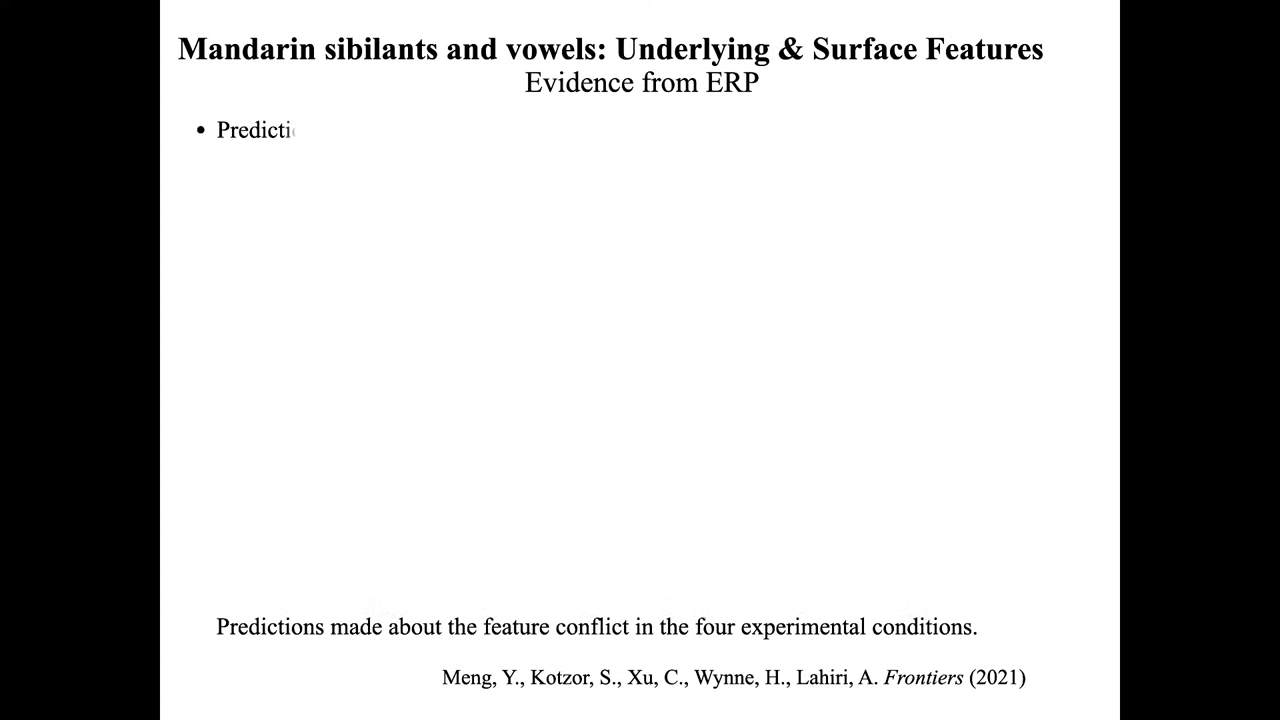 Mandarin sibilants and vowels: Underlying & Surface Features
Evidence from ERP
• Predicti
Predictions made about the feature conflict in the four experimental conditions.
Meng, Y., Kotzor, S., Xu, C., Wynne, H., Lahiri, A. Frontiers (2021)